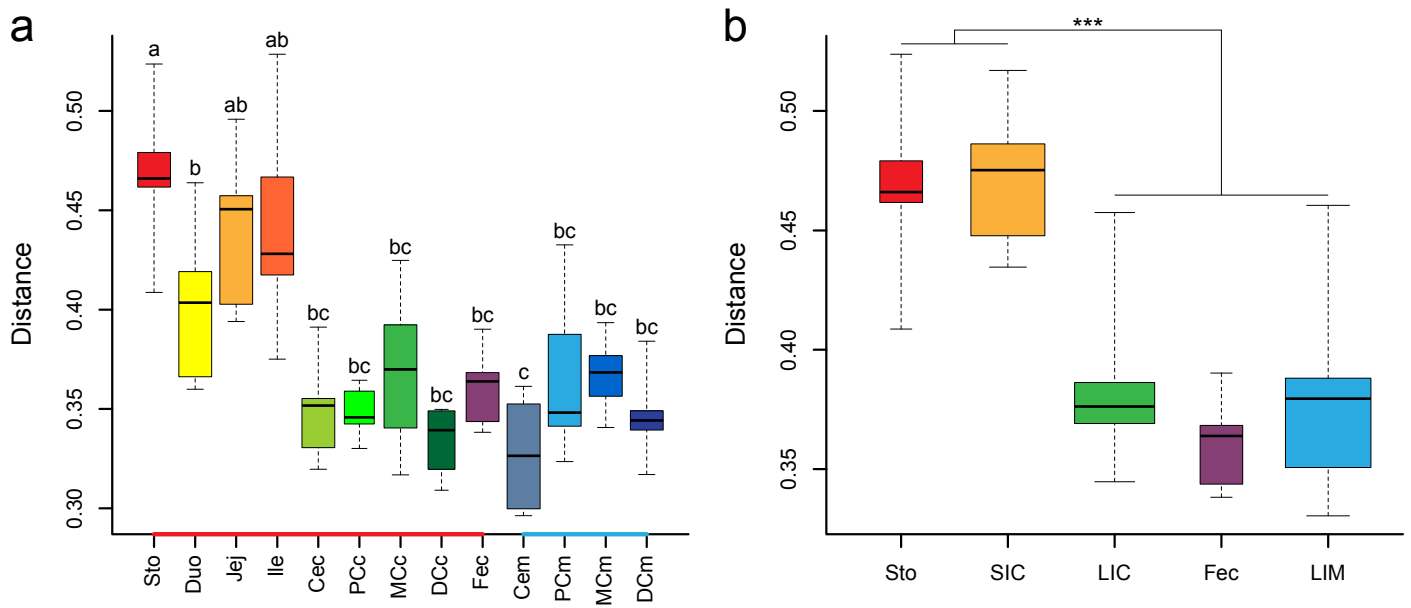 a
Distance
0.50
0.45
0.40
0.35
0.30
a
b
ab
ab
bc
bc
bc
bc
bc
c
bc
bc
bc
Sto
Duo
Jej
Ile
Cec
PCc
MCc
DCc
Fec
Cem
PCm
MCm
DCm
b
***
Distance
0.50
0.45
0.40
0.35
Sto SIC LIC Fec LIM